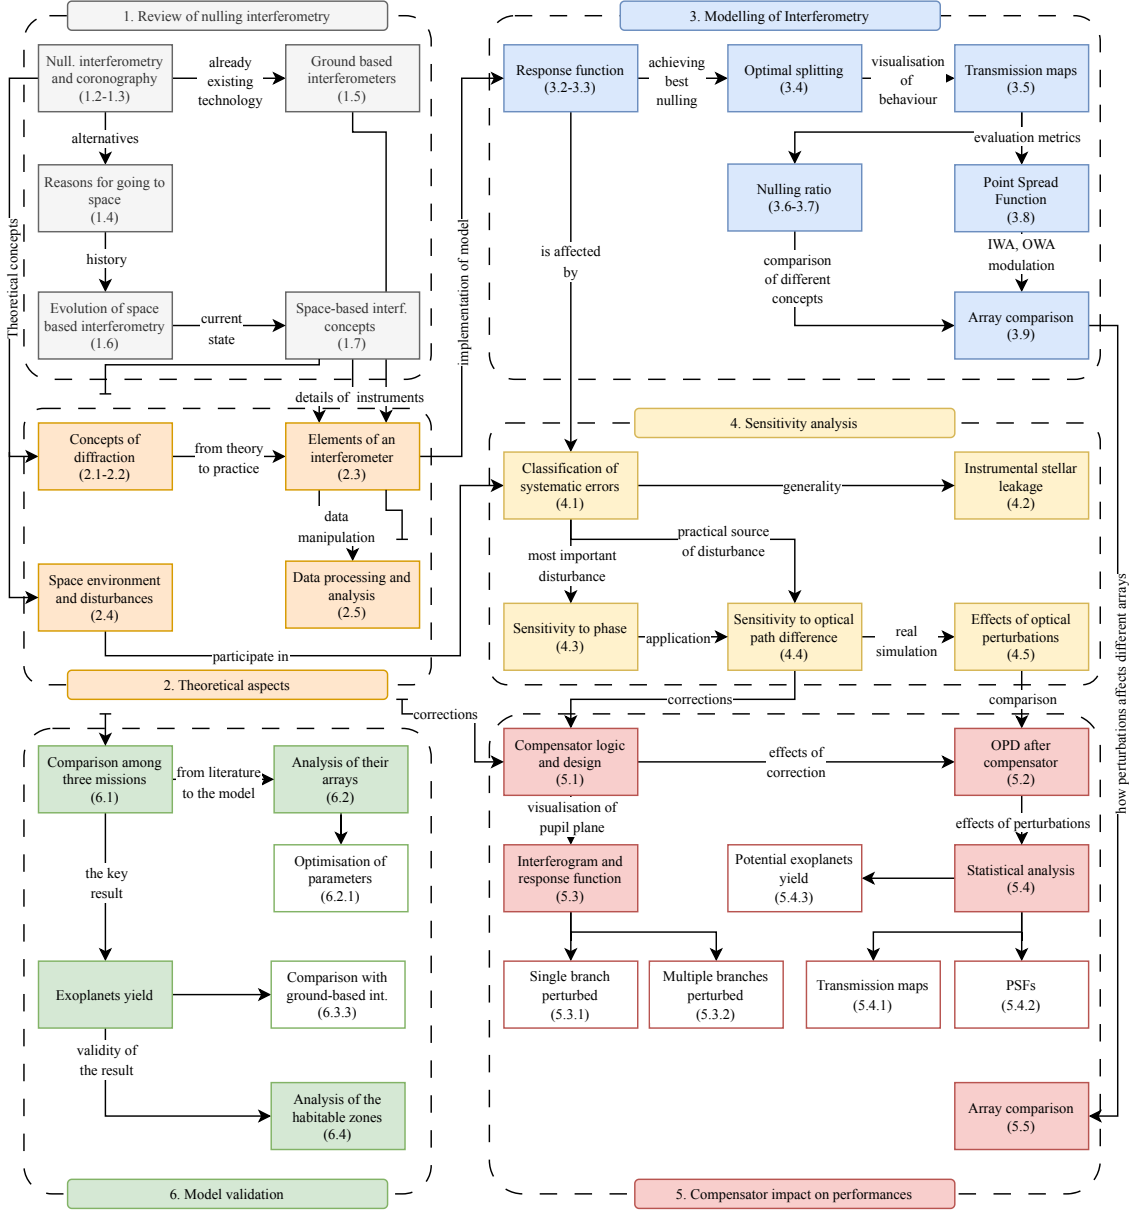 1. Review of nulling interferometry
Null. interferometry
and coronography
(1.2-1.3)
already
existing
technology
Ground based
interferometers
(1.5)
alternatives
Reasons for going to
space
(1.4)
history
Evolution of space
based interferometry
(1.6)
current
state
Space-based interf.
concepts
(1.7)
Theoretical concepts
details of instruments
implementation of model
Concepts of
diffraction
(2.1-2.2)
from theory
to practice
Elements of an
interferometer
(2.3)
data
manipulation
Space environment
and disturbances
(2.4)
Data processing and
analysis
(2.5)
participate in
2. Theoretical aspects
3. Modelling of Interferometry
Response function
(3.2-3.3)
achieving
best
nulling
Optimal splitting
(3.4)
visualisation
of
behaviour
Transmission maps
(3.5)
evaluation metrics
Nulling ratio
(3.6-3.7)
Point Spread
Function
(3.8)
is affected
by
comparison
of different
concepts
IWA, OWA
modulation
Array comparison
(3.9)
how perturbations affects different arrays
4. Sensitivity analysis
Classification of
systematic errors
(4.1)
generality
Instrumental stellar
leakage
(4.2)
most important
disturbance
practical source
of disturbance
Sensitivity to phase
(4.3)
application
Sensitivity to optical
path difference
(4.4)
real
simulation
Effects of optical
perturbations
(4.5)
corrections
corrections
comparison
Compensator logic
and design
(5.1)
effects of
correction
OPD after
compensator
(5.2)
visualisation of
pupil plane
effects of perturbations
Interferogram and
response function
(5.3)
Potential exoplanets
yield
(5.4.3)
Statistical analysis
(5.4)
Single branch
perturbed
(5.3.1)
Multiple branches
perturbed
(5.3.2)
Transmission maps
(5.4.1)
PSFs
(5.4.2)
Array comparison
(5.5)
5. Compensator impact on performances
Comparison among
three missions
(6.1)
from literature
to the model
Analysis of their
arrays
(6.2)
Optimisation of
parameters
(6.2.1)
the key
result
Exoplanets yield
Comparison with
ground-based int.
(6.3.3)
validity of
the result
Analysis of the
habitable zones
(6.4)
6. Model validation